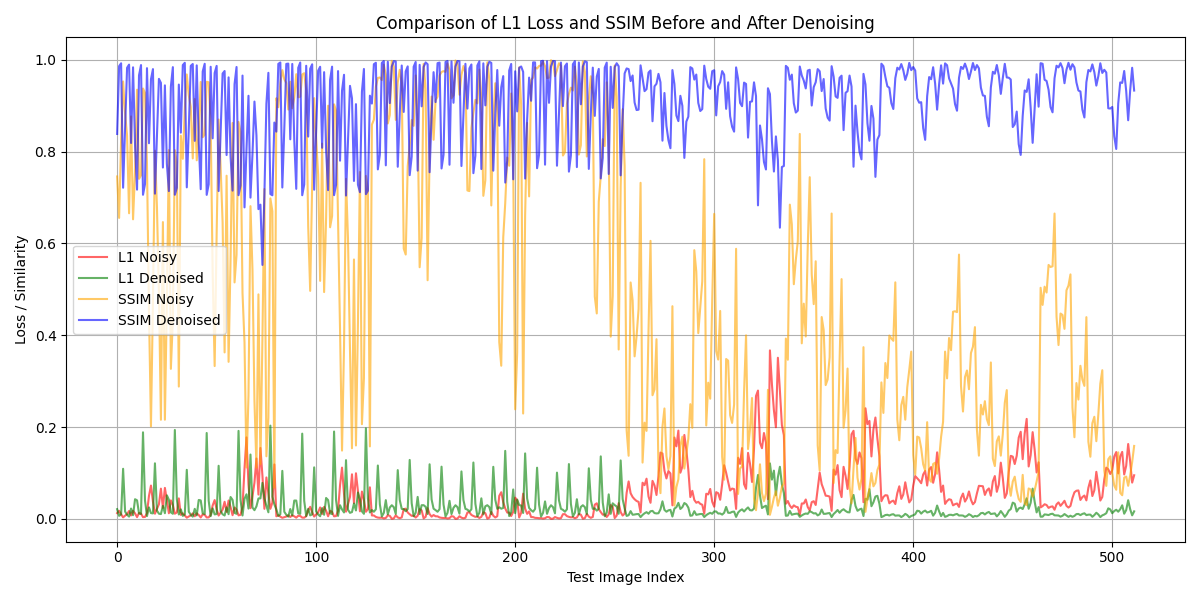 Comparison of L1 Loss and SSIM Before and After Denoising
Loss / Similarity
1.0
0.8
0.6
0.4
0.2
0.0
L1 Noisy
L1 Denoised
SSIM Noisy
SSIM Denoised
0 100 200 300 400 500
Test Image Index